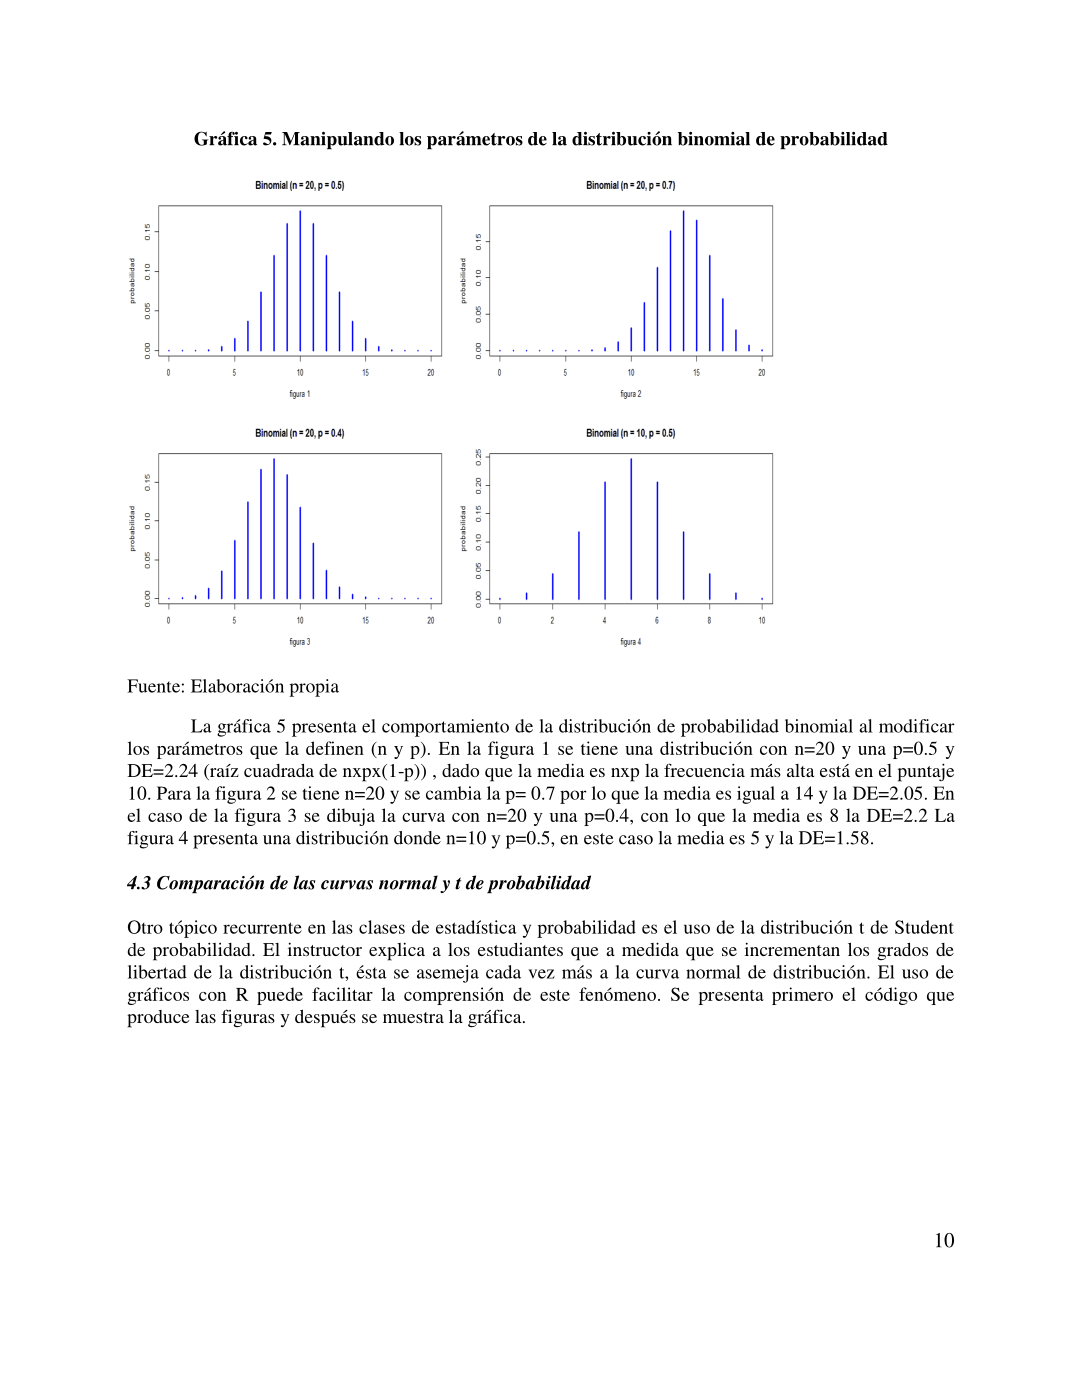 Gráfica 5. Manipulando los parámetros de la distribución binomial de probabilidad
Binomial (n = 20, p = 0.5)
probabilidad
0.00 0.05 0.10 0.15
0 5 10 15 20
figura 1
Binomial (n = 20, p = 0.7)
probabilidad
0.00 0.05 0.10 0.15
0 5 10 15 20
figura 2
Binomial (n = 20, p = 0.4)
probabilidad
0.00 0.05 0.10 0.15
0 5 10 15 20
figura 3
Binomial (n = 10, p = 0.5)
probabilidad
0.00 0.05 0.10 0.15 0.20 0.25
0 2 4 6 8 10
figura 4
Fuente: Elaboración propia
La gráfica 5 presenta el comportamiento de la distribución de probabilidad binomial al modificar
los parámetros que la definen (n y p). En la figura 1 se tiene una distribución con n=20 y una p=0.5 y
DE=2.24 (raíz cuadrada de nxpx(1-p)) , dado que la media es nxp la frecuencia más alta está en el puntaje
10. Para la figura 2 se tiene n=20 y se cambia la p= 0.7 por lo que la media es igual a 14 y la DE=2.05. En
el caso de la figura 3 se dibuja la curva con n=20 y una p=0.4, con lo que la media es 8 la DE=2.2 La
figura 4 presenta una distribución donde n=10 y p=0.5, en este caso la media es 5 y la DE=1.58.
4.3 Comparación de las curvas normal y t de probabilidad
Otro tópico recurrente en las clases de estadística y probabilidad es el uso de la distribución t de Student
de probabilidad. El instructor explica a los estudiantes que a medida que se incrementan los grados de
libertad de la distribución t, ésta se asemeja cada vez más a la curva normal de distribución. El uso de
gráficos con R puede facilitar la comprensión de este fenómeno. Se presenta primero el código que
produce las figuras y después se muestra la gráfica.
10